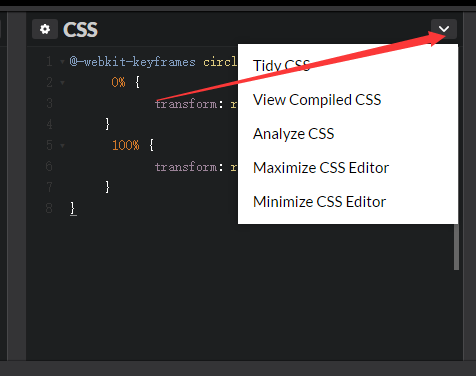 CSS
1 @-webkit-keyframes circl
2 0% {
3 transform: r
4 }
5 100% {
6 transform: r
7 }
8 }
Tidy CSS
View Compiled CSS
Analyze CSS
Maximize CSS Editor
Minimize CSS Editor